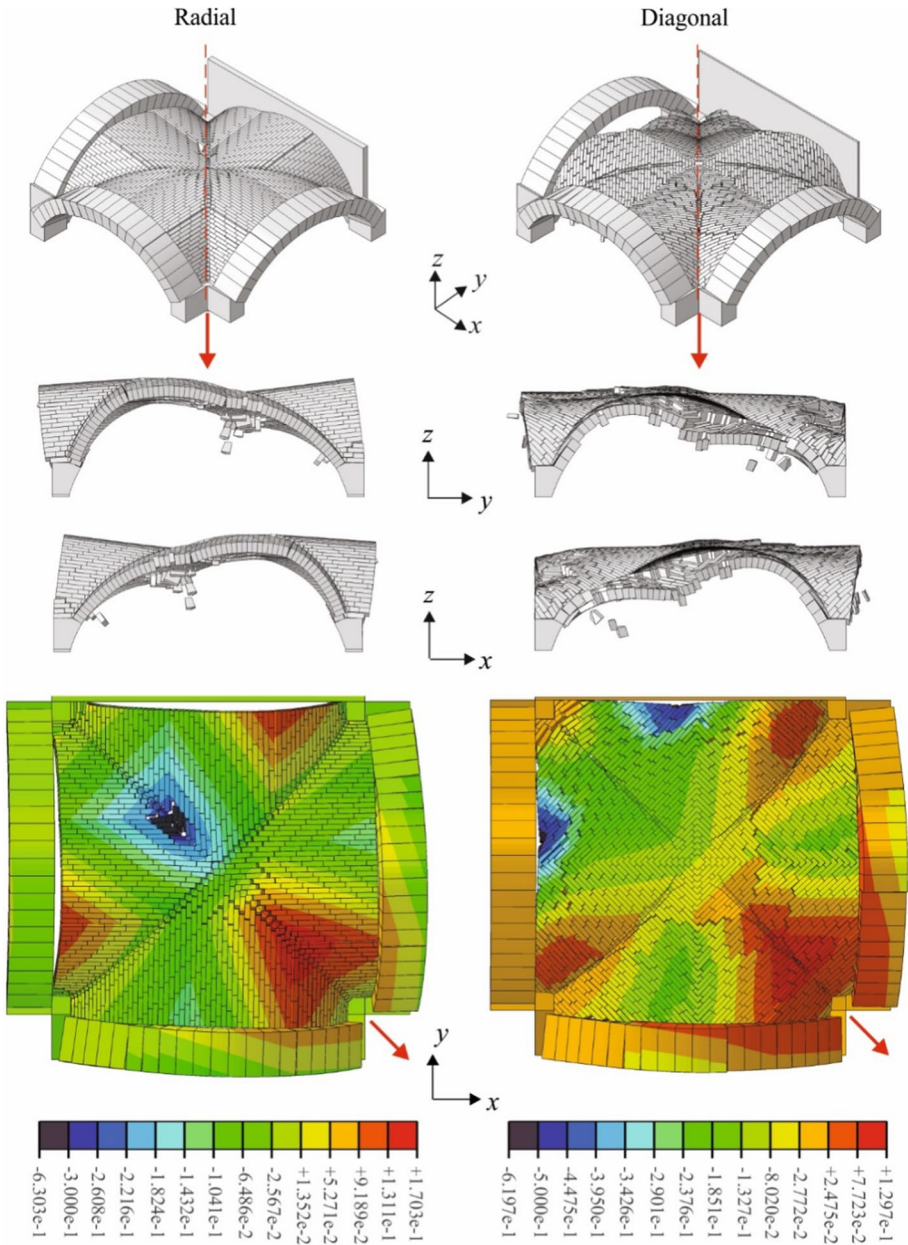 Radial
Diagonal
z
y
x
z
y
z
x
y
x
-6.303e-1
-3.000e-1
-2.608e-1
-2.216e-1
-1.824e-1
-1.432e-1
-1.041e-1
-6.486e-2
-2.567e-2
+1.352e-2
+5.271e-2
+9.189e-2
+1.311e-1
+1.703e-1
-6.197e-1
-5.000e-1
-4.475e-1
-3.950e-1
-3.426e-1
-2.901e-1
-2.376e-1
-1.851e-1
-1.327e-1
-8.020e-2
-2.772e-2
+2.475e-2
+7.723e-2
+1.297e-1